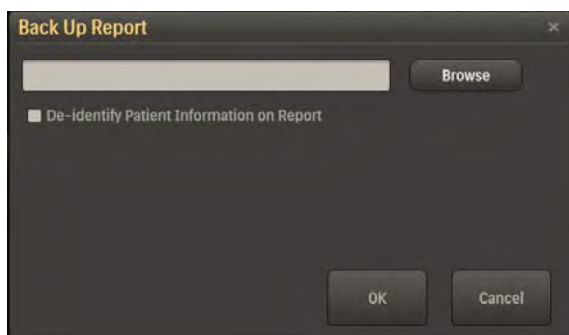 Back Up Report
Browse
De-identify Patient Information on Report
OK Cancel